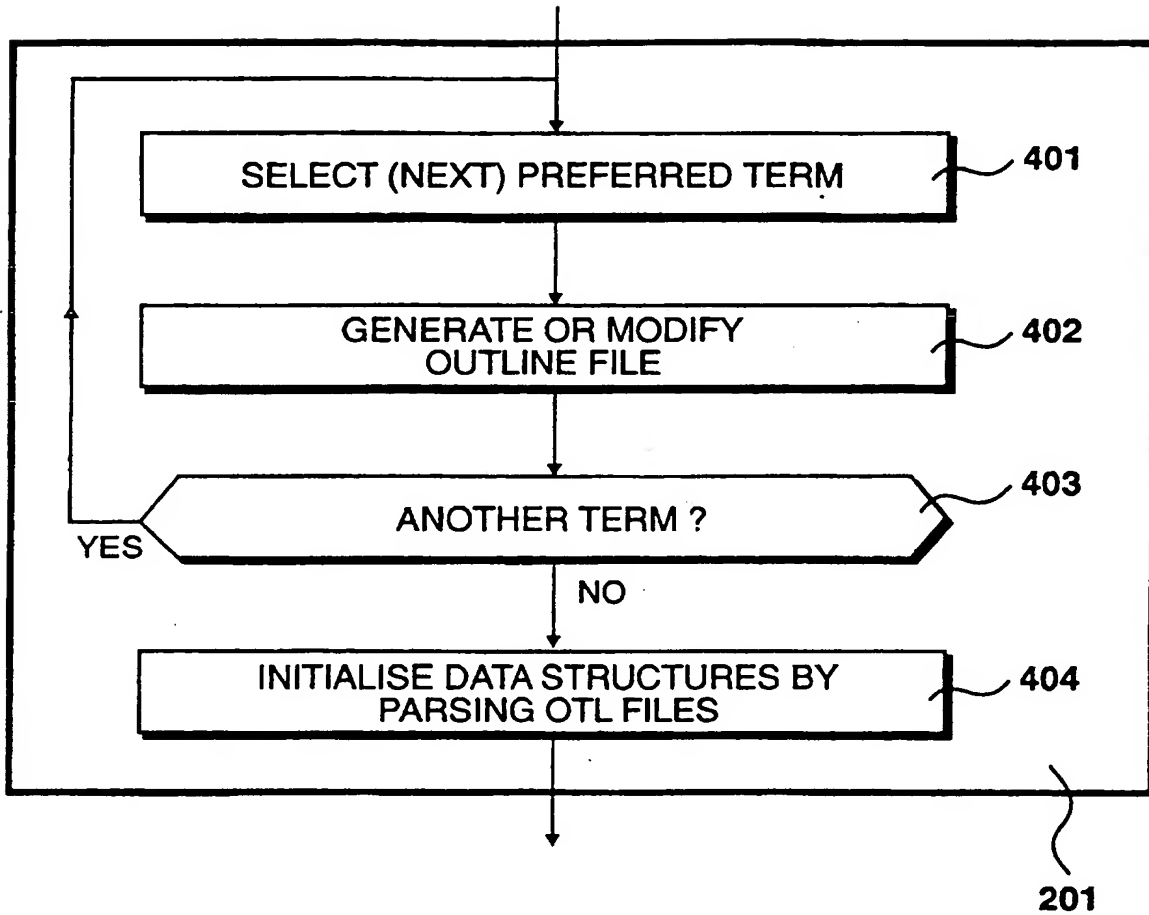 SELECT (NEXT) PREFERRED TERM
401
GENERATE OR MODIFY
OUTLINE FILE
402
ANOTHER TERM ?
403
YES
NO
INITIALISE DATA STRUCTURES BY
PARSING OTL FILES
404
201